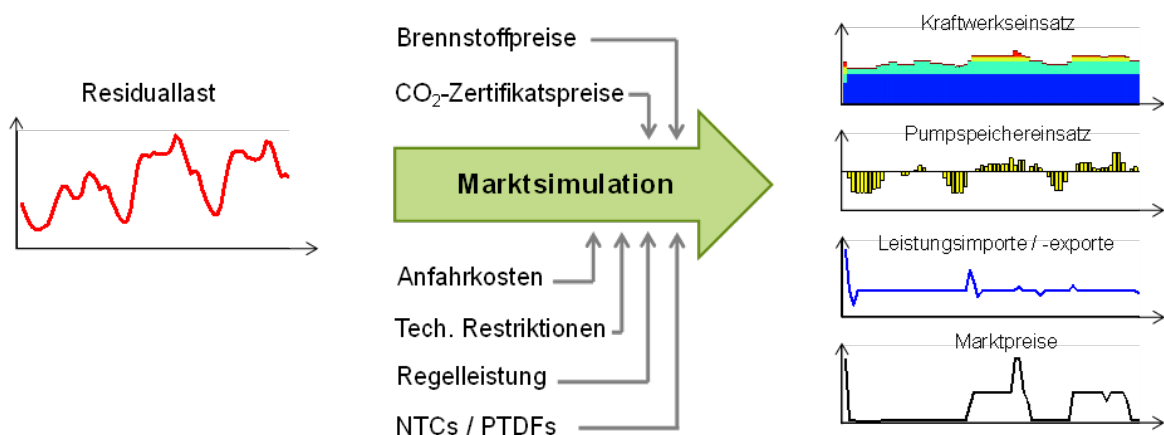 Residuallast
Brennstoffpreise
CO₂-Zertifikatspreise
Marktsimulation
Anfahrkosten
Tech. Restriktionen
Regelleistung
NTCs / PTDFs
Kraftwerkseinsatz
Pumpspeichereinsatz
Leistungsimporte / -exporte
Marktpreise